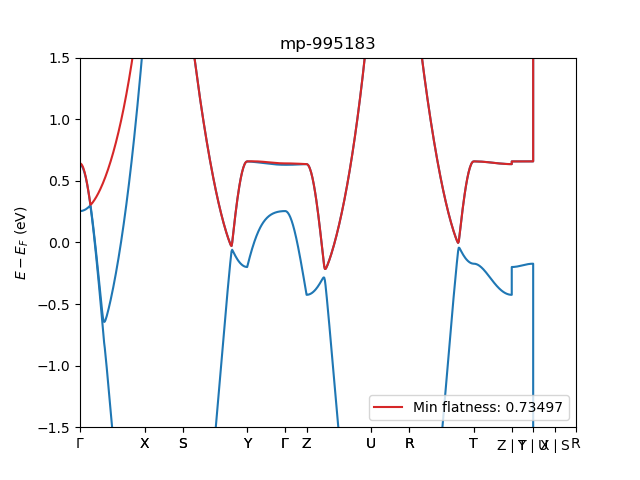 mp-995183
1.5
1.0
0.5
0.0
−0.5
−1.0
−1.5
E − E_F (eV)
Min flatness: 0.73497
Γ X S Y Γ Z U R T Z | Y | X | S R